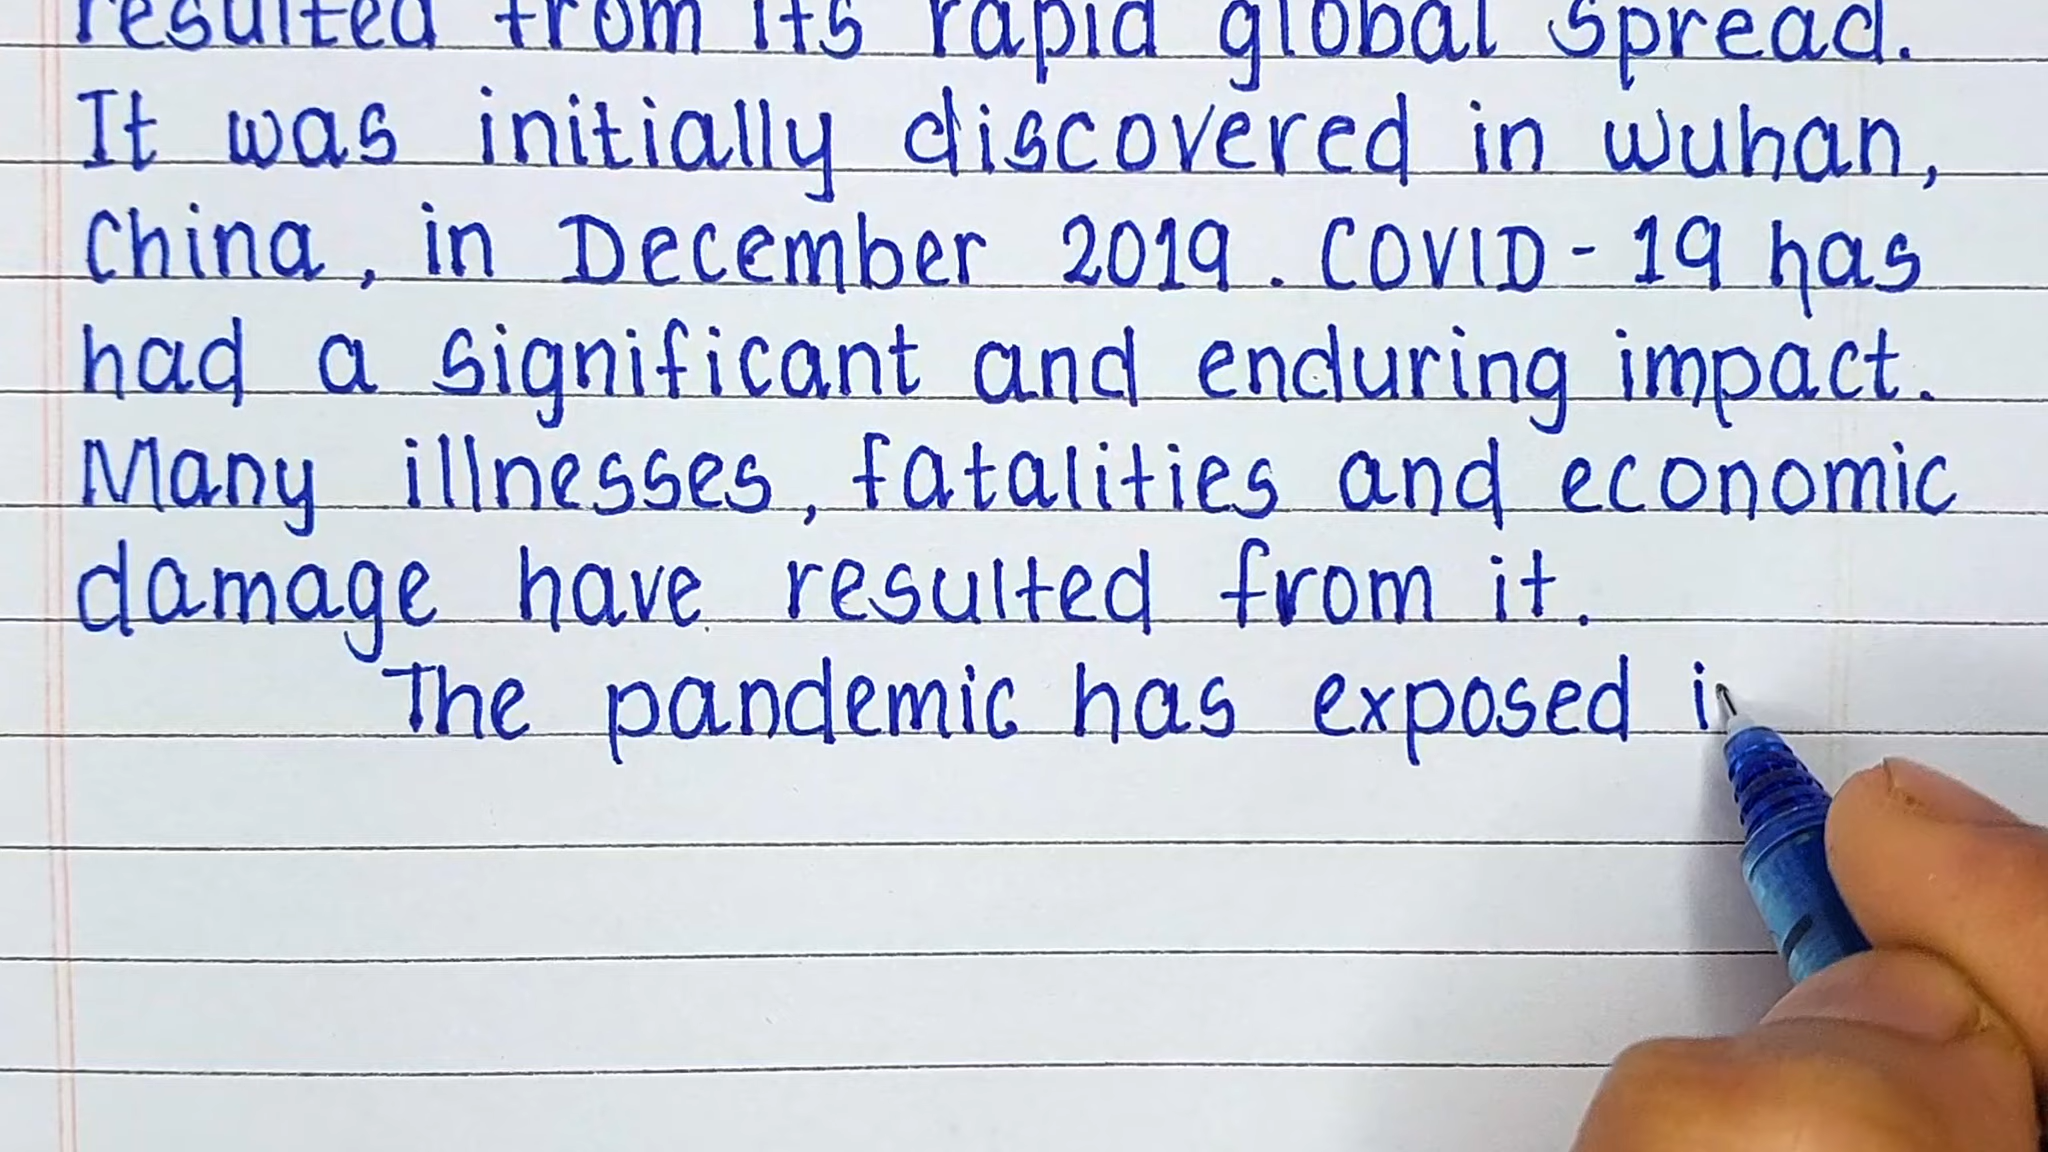 resulted from its rapid global spread.
It was initially discovered in wuhan,
China, in December 2019. COVID-19 has
had a significant and enduring impact.
Many illnesses, fatalities and economic
damage have resulted from it.
The pandemic has exposed i